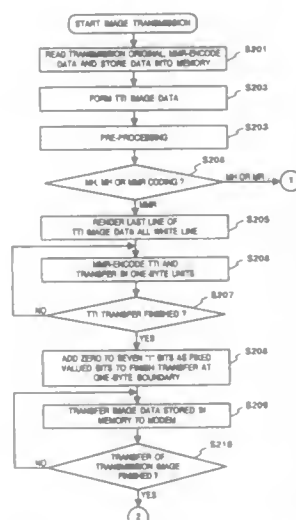 START IMAGE TRANSMISSION
S201
READ TRANSMISSION ORIGINAL, MMR-ENCODE
DATA AND STORE DATA INTO MEMORY
S203
FORM TTI IMAGE DATA
S203
PRE-PROCESSING
MH, MR OR MMR CODING ?
MH OR MR
1
MMR
S205
RENDER LAST LINE OF
TTI IMAGE DATA ALL WHITE LINE
S206
MMR-ENCODE TTI AND
TRANSFER IN ONE-BYTE UNITS
S207
NO
TTI TRANSFER FINISHED ?
YES
S208
ADD ZERO TO SEVEN "1" BITS AS FIXED
VALUED BITS TO FINISH TRANSFER AT
ONE-BYTE BOUNDARY
S209
TRANSFER IMAGE DATA STORED IN
MEMORY TO MODEM
S210
TRANSFER OF
NO
TRANSMISSION IMAGE
FINISHED ?
YES
2